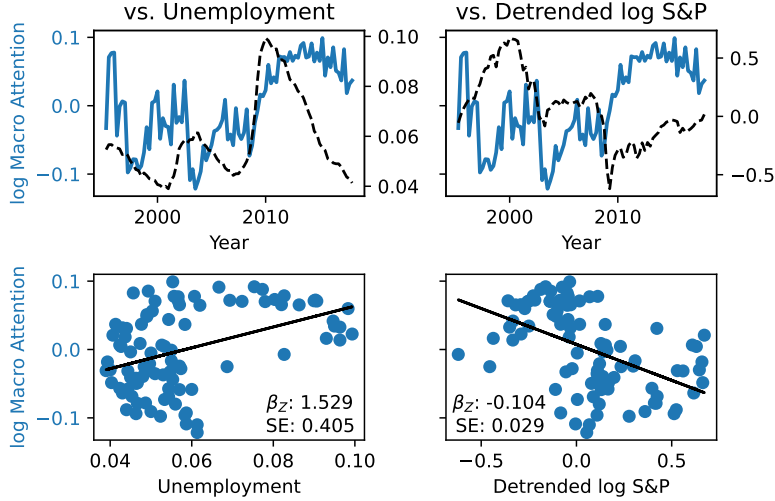 vs. Unemployment
vs. Detrended log S&P
log Macro Attention
0.1
0.0
−0.1
0.10
0.08
0.06
0.04
2000
2010
Year
0.5
0.0
−0.5
2000
2010
Year
log Macro Attention
0.1
0.0
−0.1
β_Z: 1.529
SE: 0.405
0.04
0.06
0.08
0.10
Unemployment
β_Z: -0.104
SE: 0.029
−0.5
0.0
0.5
Detrended log S&P